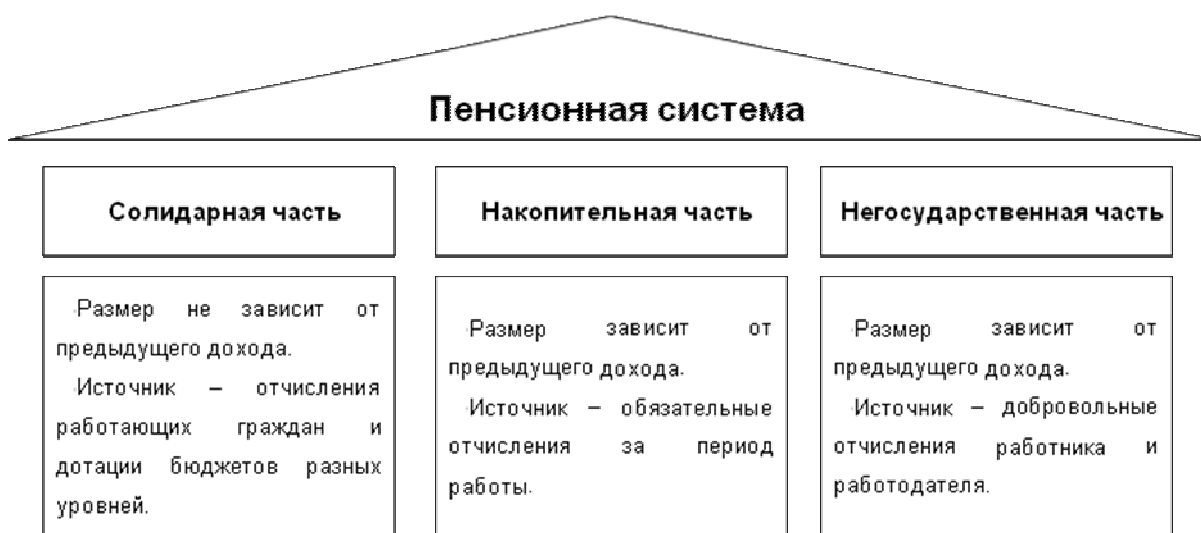 Пенсионная система
Солидарная часть
Размер не зависит от
предыдущего дохода.
Источник – отчисления
работающих граждан и
дотации бюджетов разных
уровней.
Накопительная часть
Размер зависит от
предыдущего дохода.
Источник – обязательные
отчисления за период
работы.
Негосударственная часть
Размер зависит от
предыдущего дохода.
Источник – добровольные
отчисления работника и
работодателя.